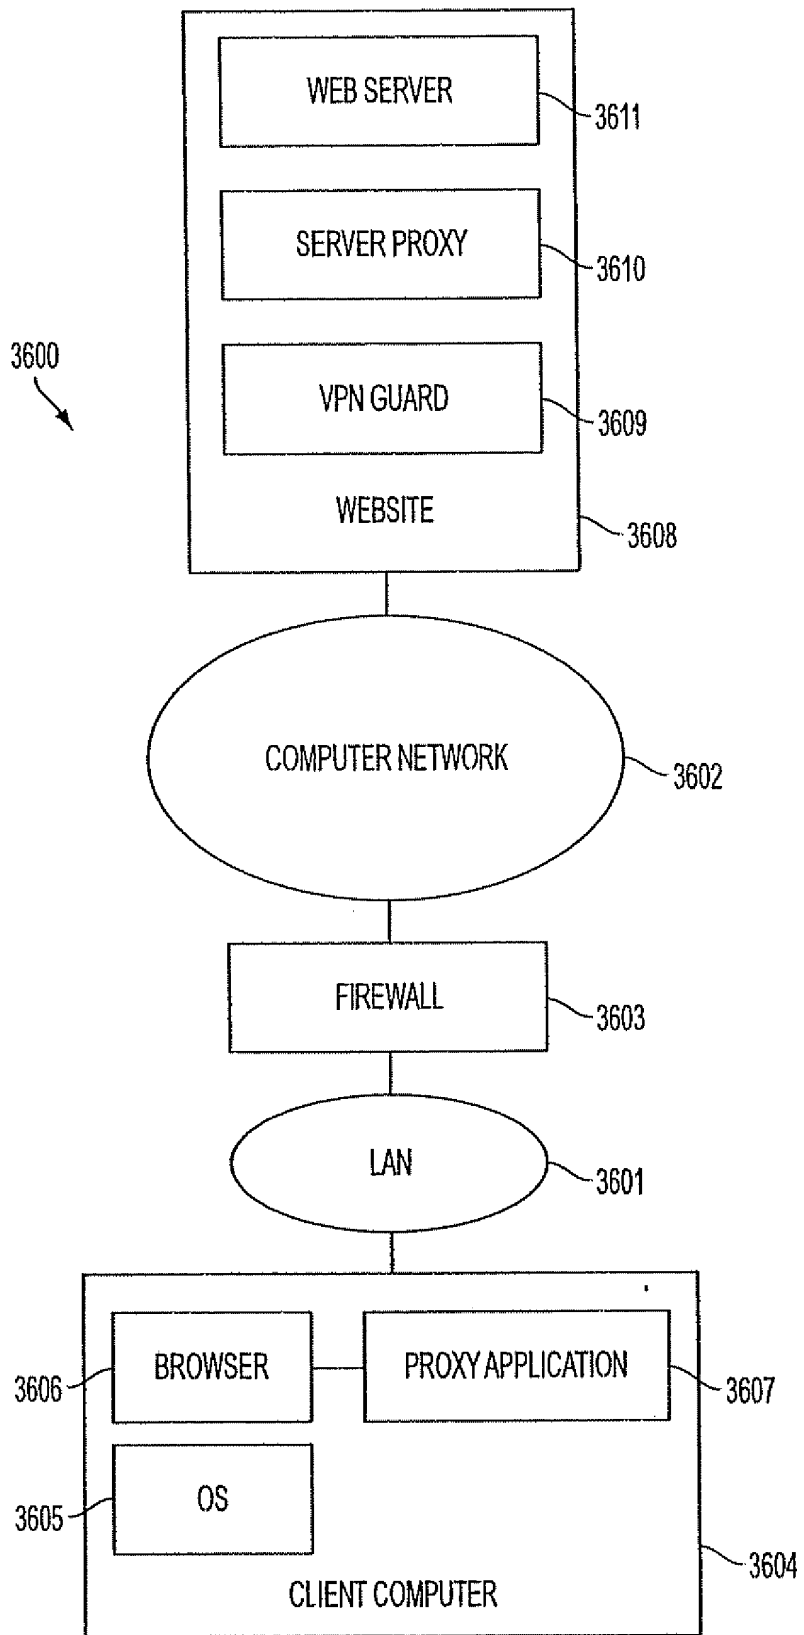 WEB SERVER
3611
SERVER PROXY
3610
3600
VPN GUARD
3609
WEBSITE
3608
COMPUTER NETWORK
3602
FIREWALL
3603
LAN
3601
BROWSER
PROXY APPLICATION
3606
3607
OS
3605
3604
CLIENT COMPUTER